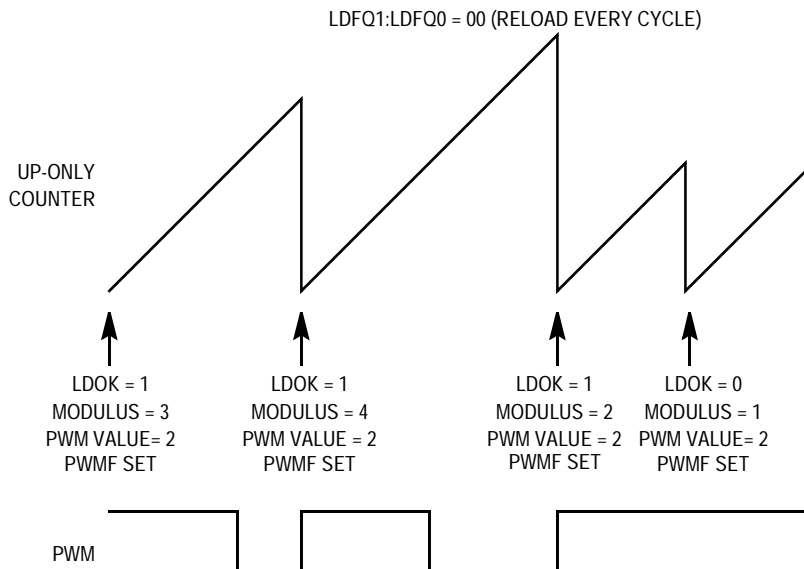 LDFQ1:LDFQ0 = 00 (RELOAD EVERY CYCLE)
UP-ONLY
COUNTER
LDOK = 1
MODULUS = 3
PWM VALUE= 2
PWMF SET
LDOK = 1
MODULUS = 4
PWM VALUE = 2
PWMF SET
LDOK = 1
MODULUS = 2
PWM VALUE = 2
PWMF SET
LDOK = 0
MODULUS = 1
PWM VALUE = 2
PWMF SET
PWM